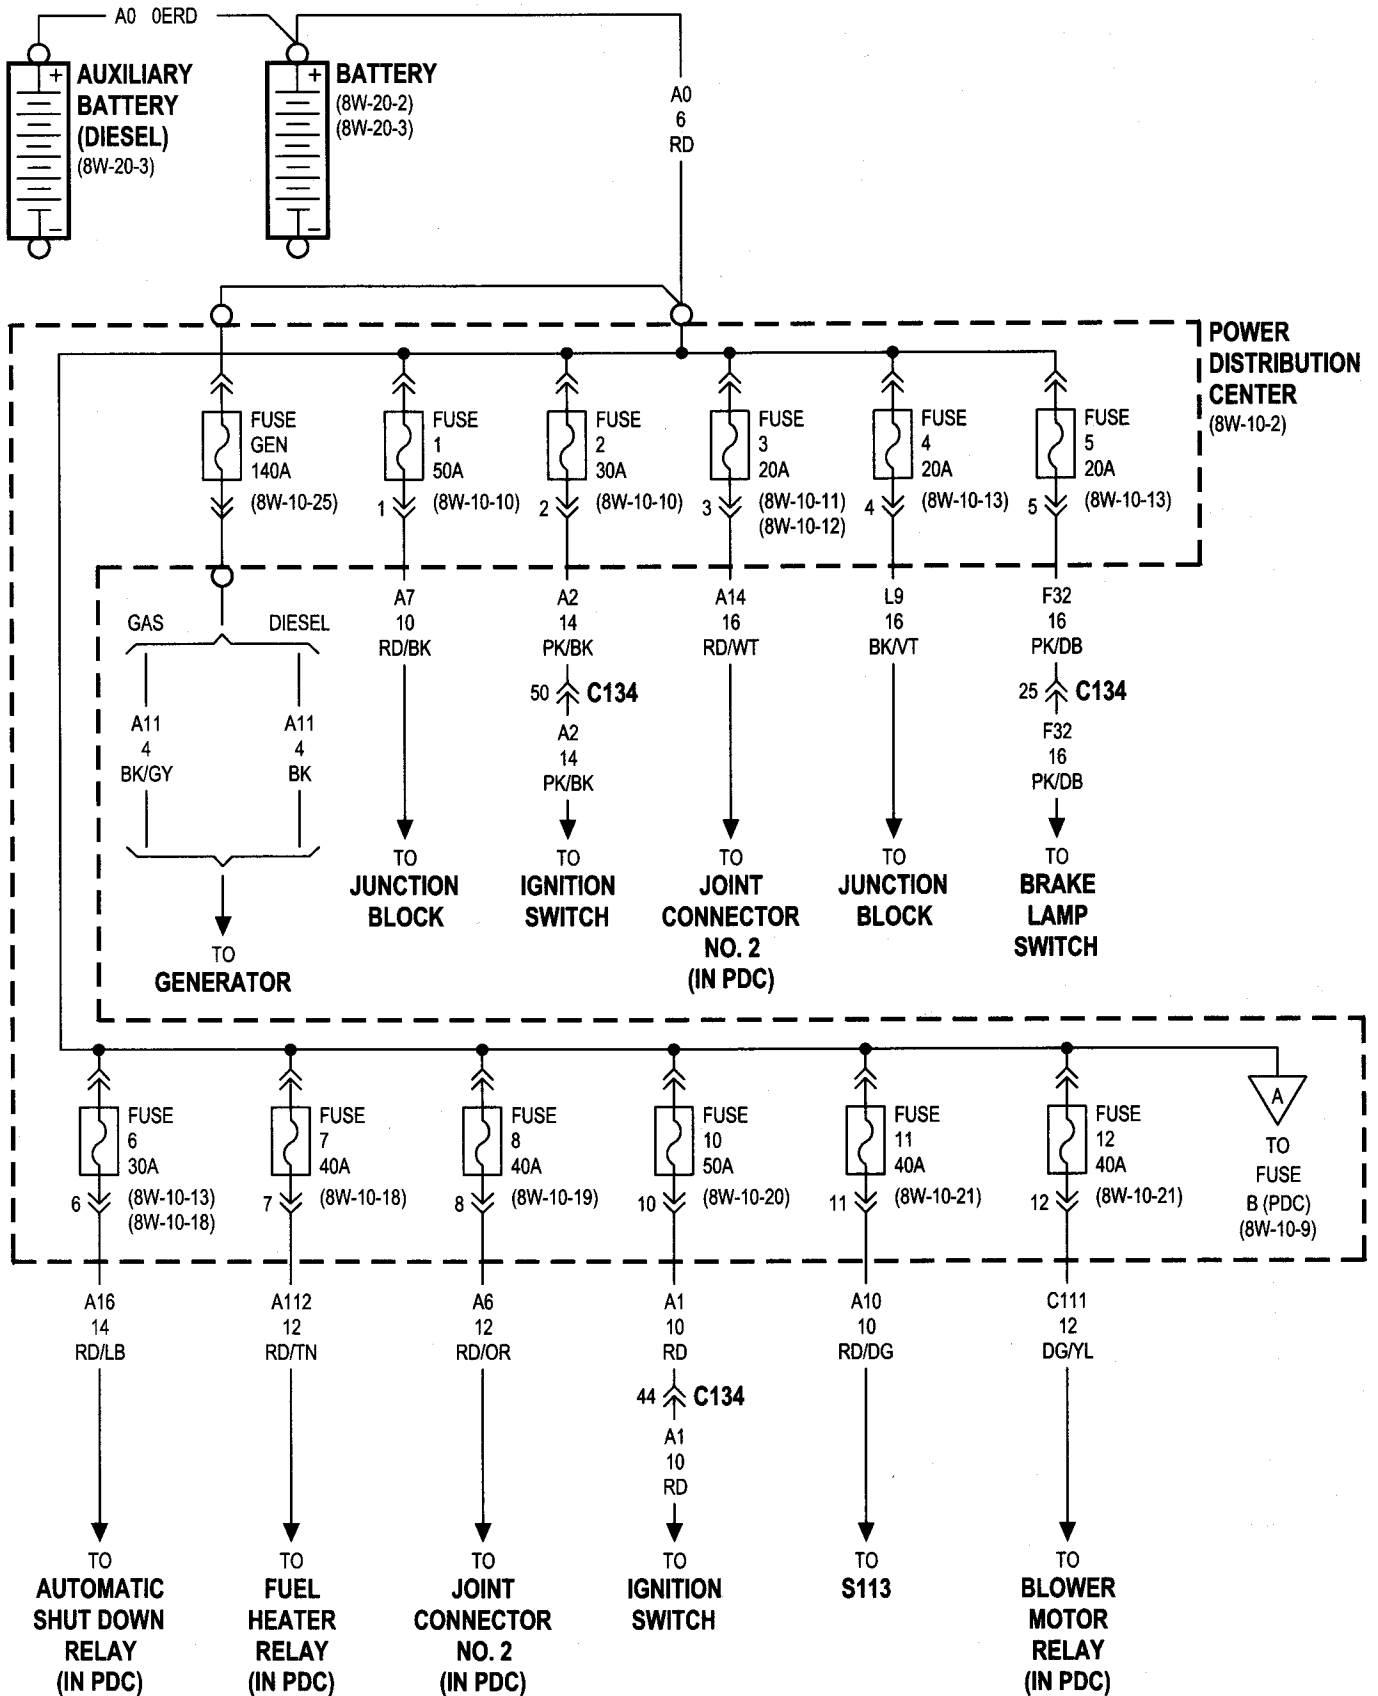 A0 0ERD
+ AUXILIARY
BATTERY
(DIESEL)
(8W-20-3)
−
+ BATTERY
(8W-20-2)
(8W-20-3)
−
A0
6
RD
POWER
DISTRIBUTION
CENTER
(8W-10-2)
FUSE
GEN
140A
(8W-10-25)
FUSE
1
50A
1 (8W-10-10)
FUSE
2
30A
2 (8W-10-10)
FUSE
3
20A
3 (8W-10-11)
(8W-10-12)
FUSE
4
20A
4 (8W-10-13)
FUSE
5
20A
5 (8W-10-13)
GAS DIESEL
A11
4
BK/GY
A11
4
BK
TO
GENERATOR
A7
10
RD/BK
TO
JUNCTION
BLOCK
A2
14
PK/BK
50 C134
A2
14
PK/BK
TO
IGNITION
SWITCH
A14
16
RD/WT
TO
JOINT
CONNECTOR
NO. 2
(IN PDC)
L9
16
BK/VT
TO
JUNCTION
BLOCK
F32
16
PK/DB
25 C134
F32
16
PK/DB
TO
BRAKE
LAMP
SWITCH
FUSE
6
30A
6 (8W-10-13)
(8W-10-18)
FUSE
7
40A
7 (8W-10-18)
FUSE
8
40A
8 (8W-10-19)
FUSE
10
50A
10 (8W-10-20)
FUSE
11
40A
11 (8W-10-21)
FUSE
12
40A
12 (8W-10-21)
A
TO
FUSE
B (PDC)
(8W-10-9)
A16
14
RD/LB
TO
AUTOMATIC
SHUT DOWN
RELAY
(IN PDC)
A112
12
RD/TN
TO
FUEL
HEATER
RELAY
(IN PDC)
A6
12
RD/OR
TO
JOINT
CONNECTOR
NO. 2
(IN PDC)
A1
10
RD
44 C134
A1
10
RD
TO
IGNITION
SWITCH
A10
10
RD/DG
TO
S113
C111
12
DG/YL
TO
BLOWER
MOTOR
RELAY
(IN PDC)